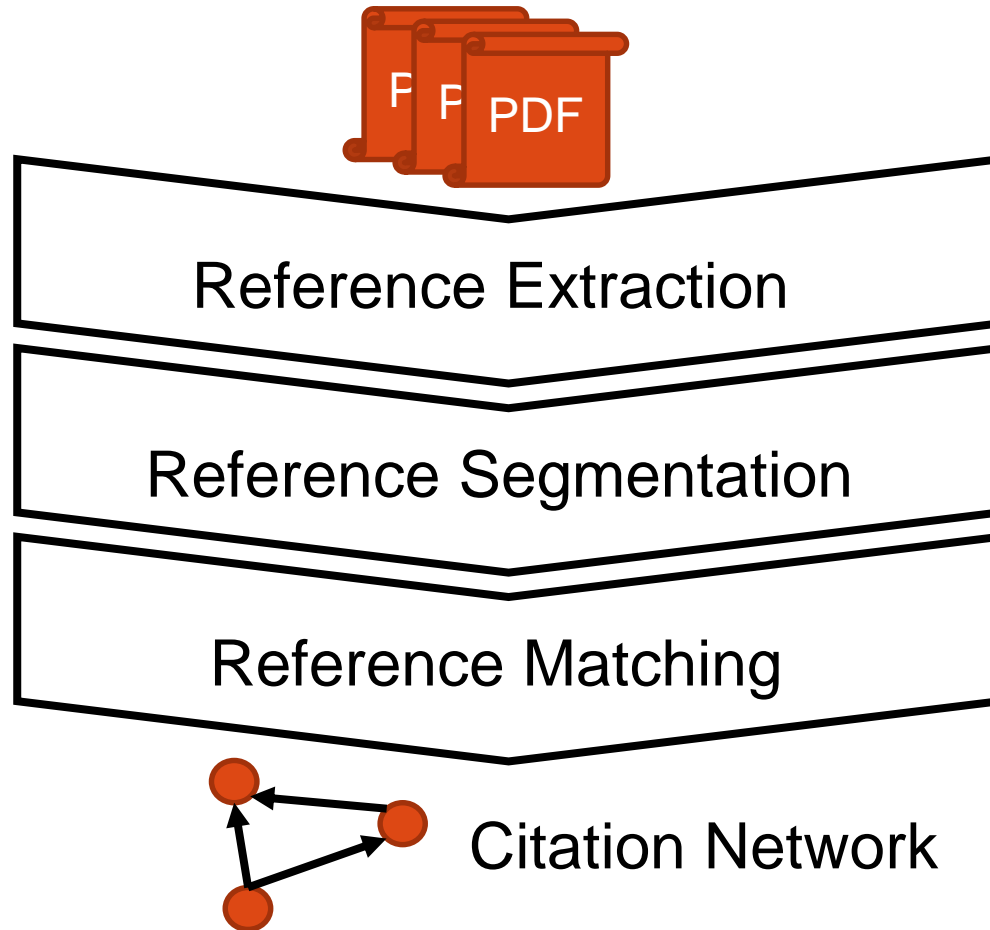 P
P
PDF
Reference Extraction
Reference Segmentation
Reference Matching
Citation Network